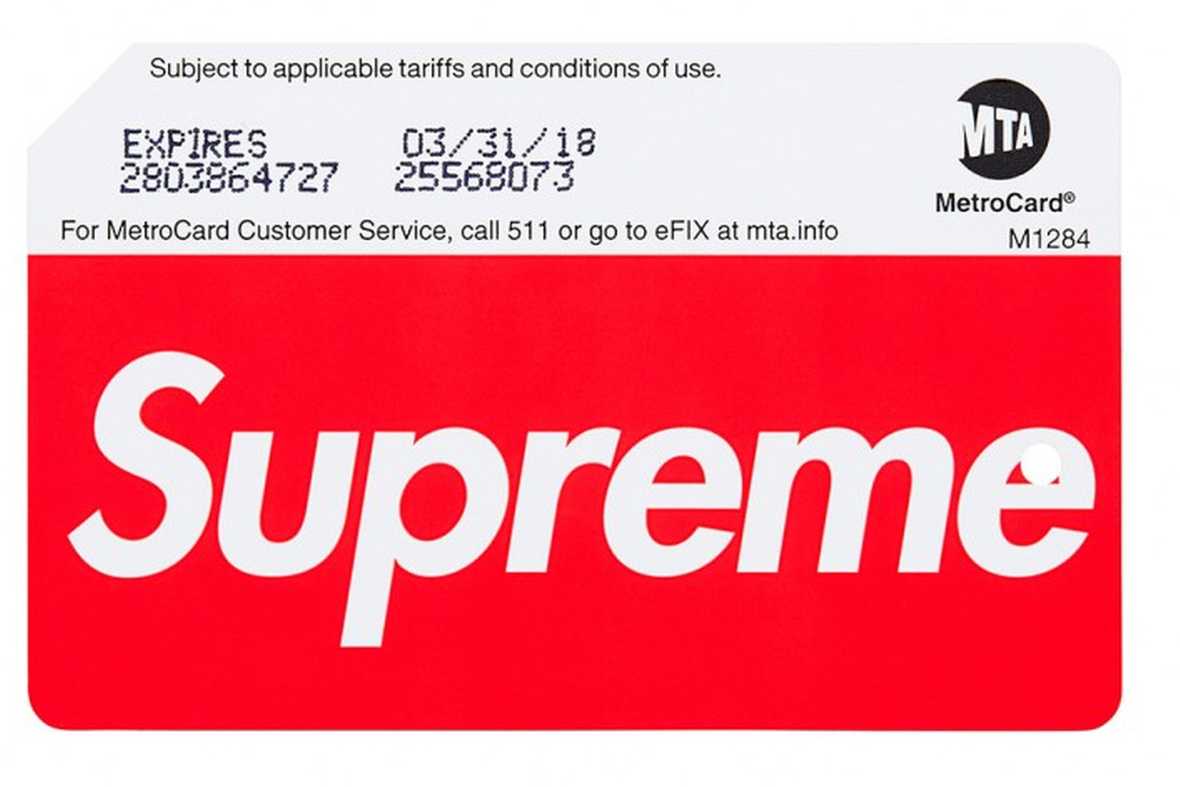 Subject to applicable tariffs and conditions of use.
EXPIRES 03/31/18
2803864727 25568073
MTA
MetroCard®
For MetroCard Customer Service, call 511 or go to eFIX at mta.info
M1284
Supreme